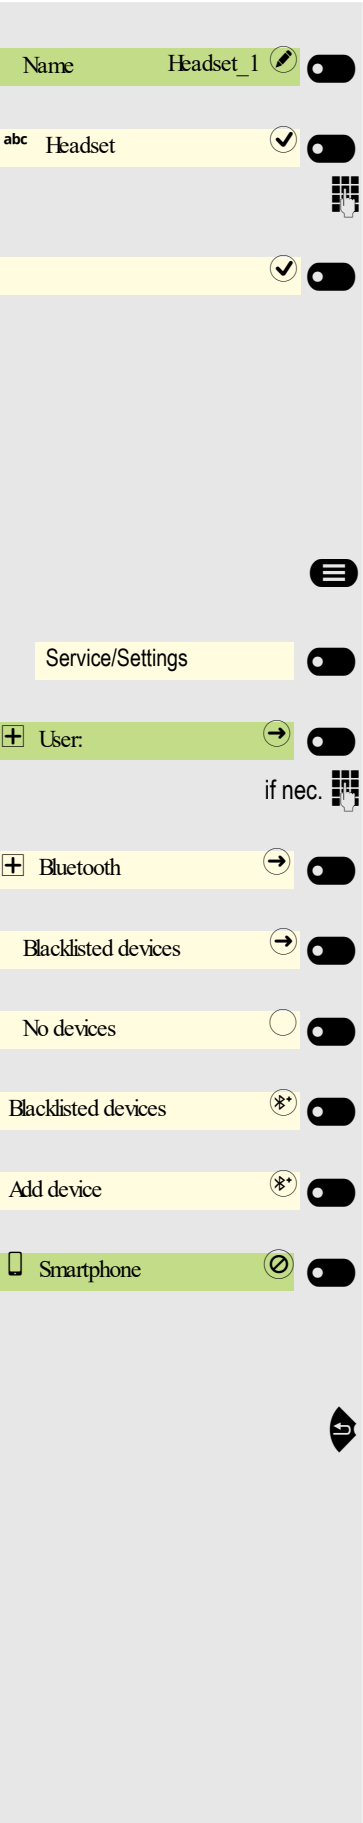 Name Headset_1
abc Headset
Service/Settings
User:
if nec.
Bluetooth
Blacklisted devices
No devices
Blacklisted devices
Add device
Smartphone